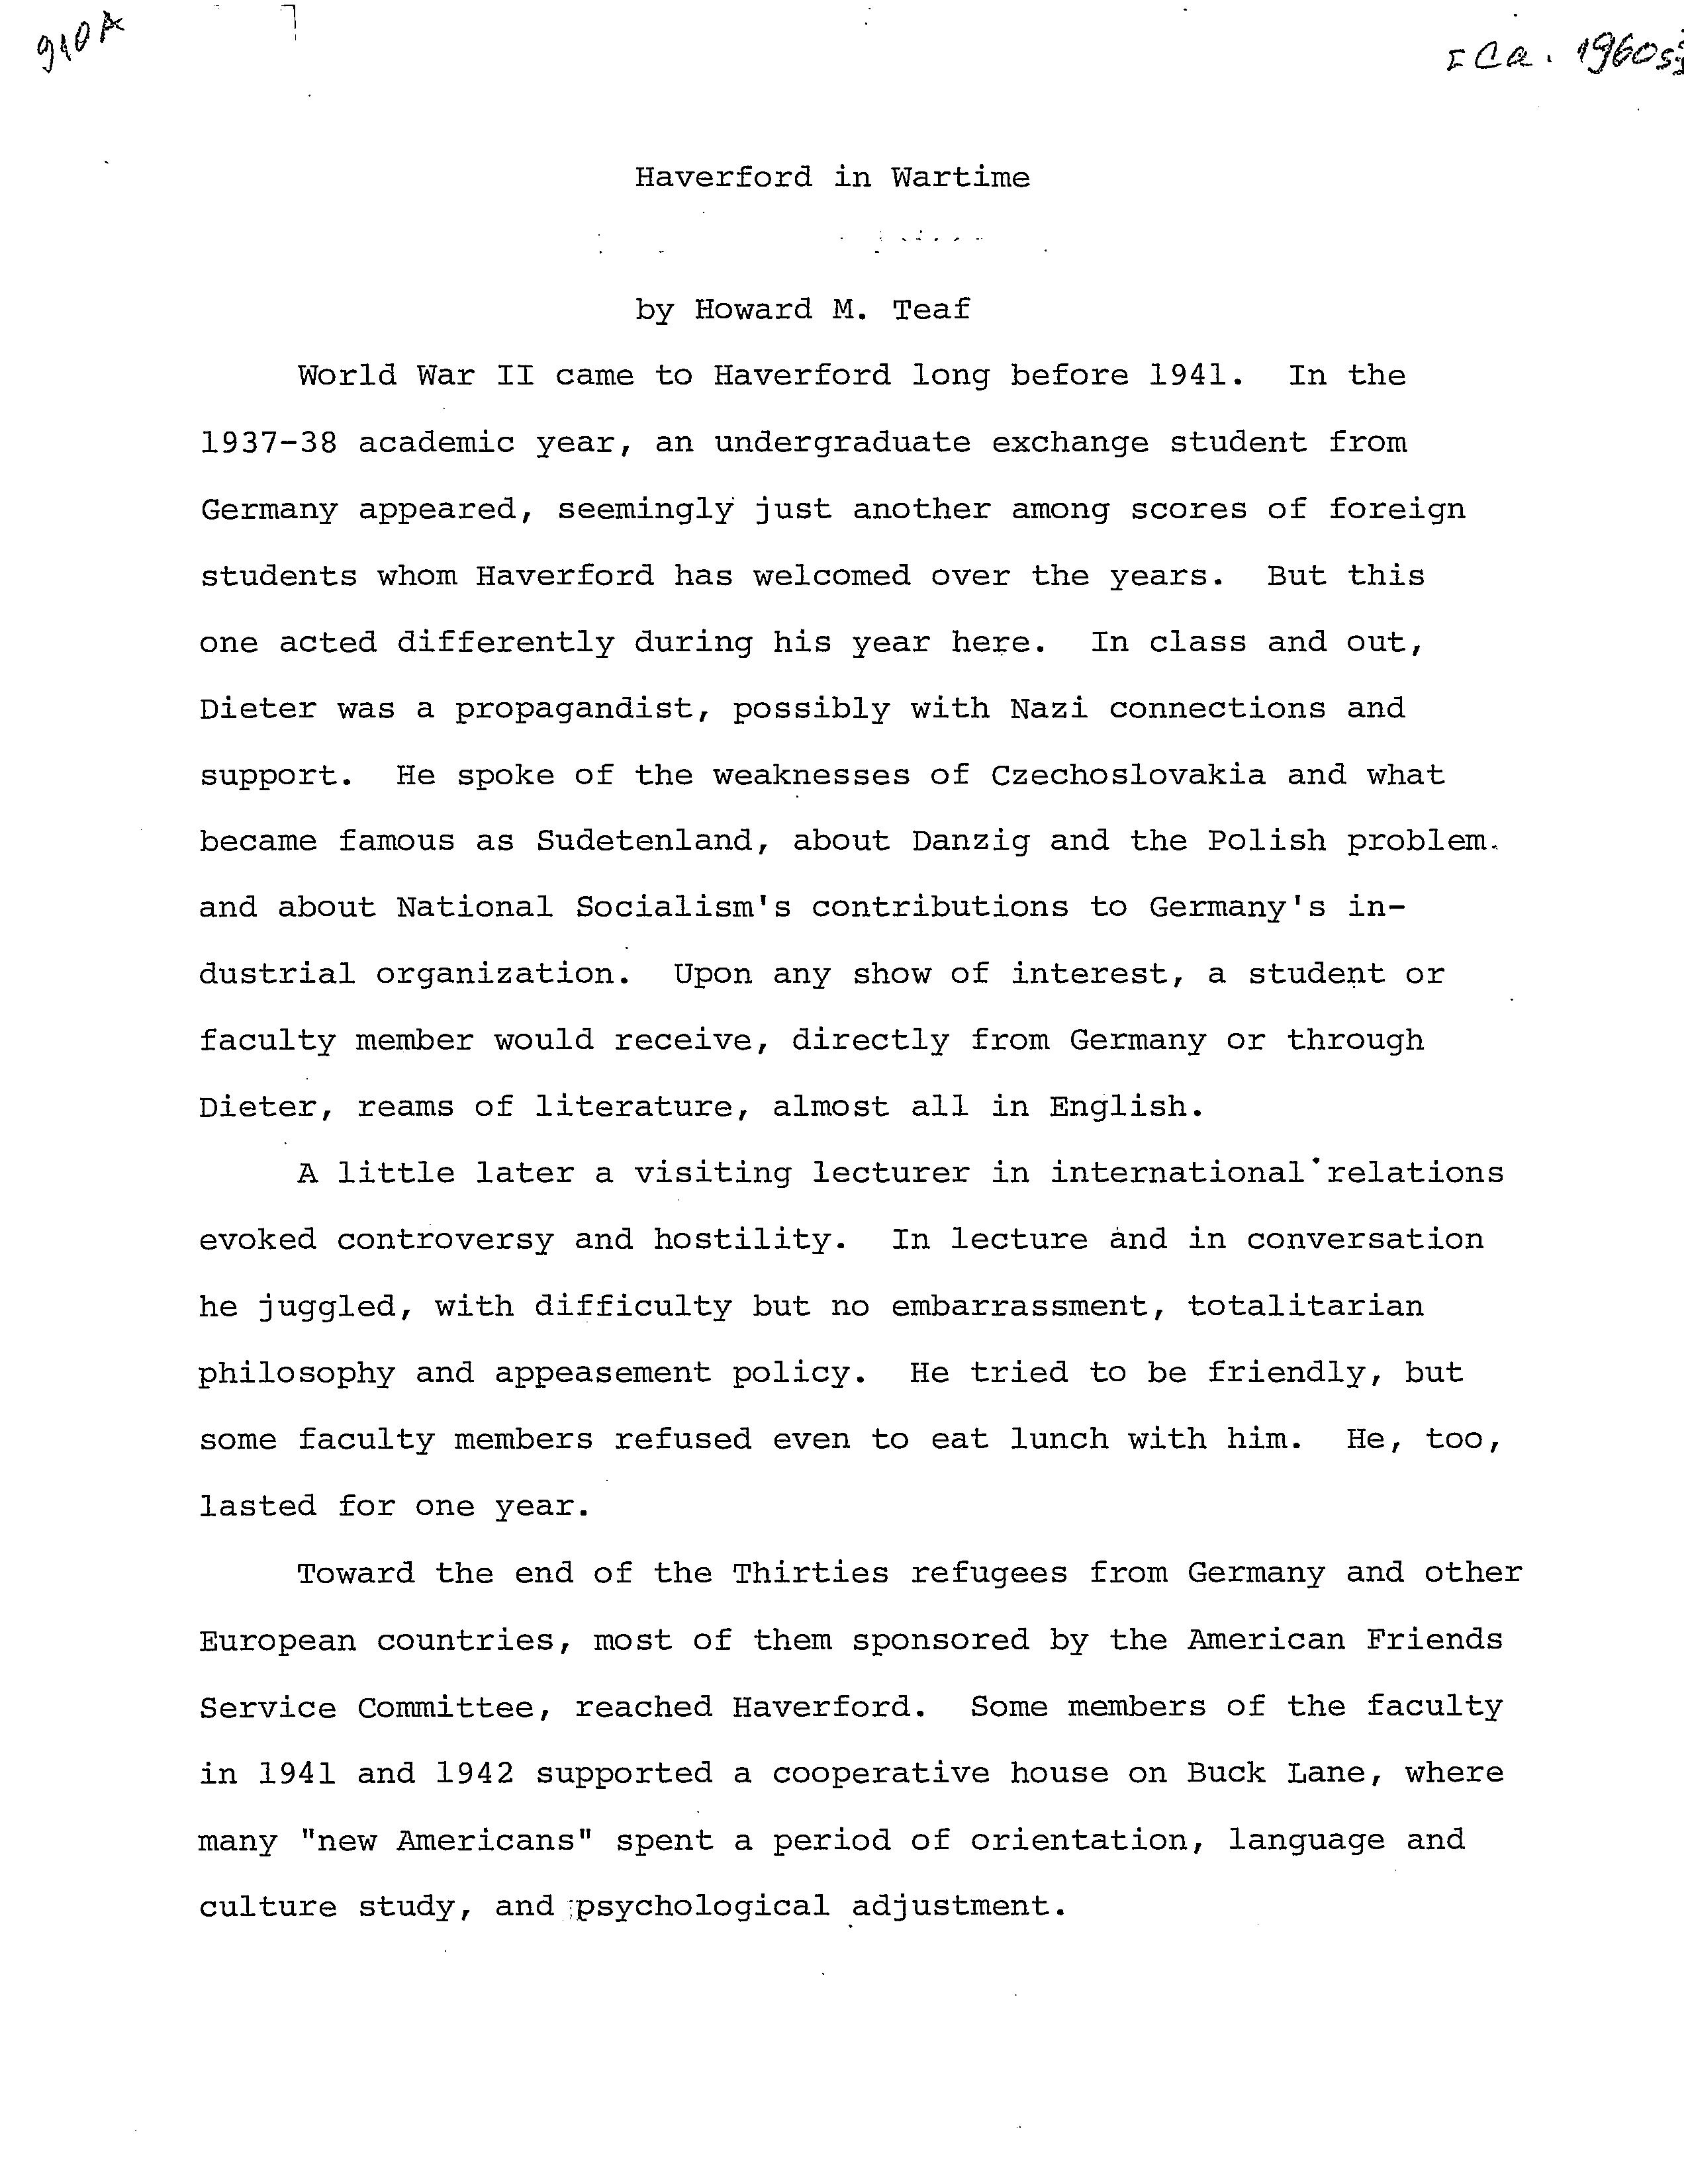 910A
[Ca. 1960s]
Haverford in Wartime
by Howard M. Teaf
World War II came to Haverford long before 1941. In the
1937-38 academic year, an undergraduate exchange student from
Germany appeared, seemingly just another among scores of foreign
students whom Haverford has welcomed over the years. But this
one acted differently during his year here. In class and out,
Dieter was a propagandist, possibly with Nazi connections and
support. He spoke of the weaknesses of Czechoslovakia and what
became famous as Sudetenland, about Danzig and the Polish problem.
and about National Socialism's contributions to Germany's in-
dustrial organization. Upon any show of interest, a student or
faculty member would receive, directly from Germany or through
Dieter, reams of literature, almost all in English.
A little later a visiting lecturer in international relations
evoked controversy and hostility. In lecture and in conversation
he juggled, with difficulty but no embarrassment, totalitarian
philosophy and appeasement policy. He tried to be friendly, but
some faculty members refused even to eat lunch with him. He, too,
lasted for one year.
Toward the end of the Thirties refugees from Germany and other
European countries, most of them sponsored by the American Friends
Service Committee, reached Haverford. Some members of the faculty
in 1941 and 1942 supported a cooperative house on Buck Lane, where
many "new Americans" spent a period of orientation, language and
culture study, and psychological adjustment.